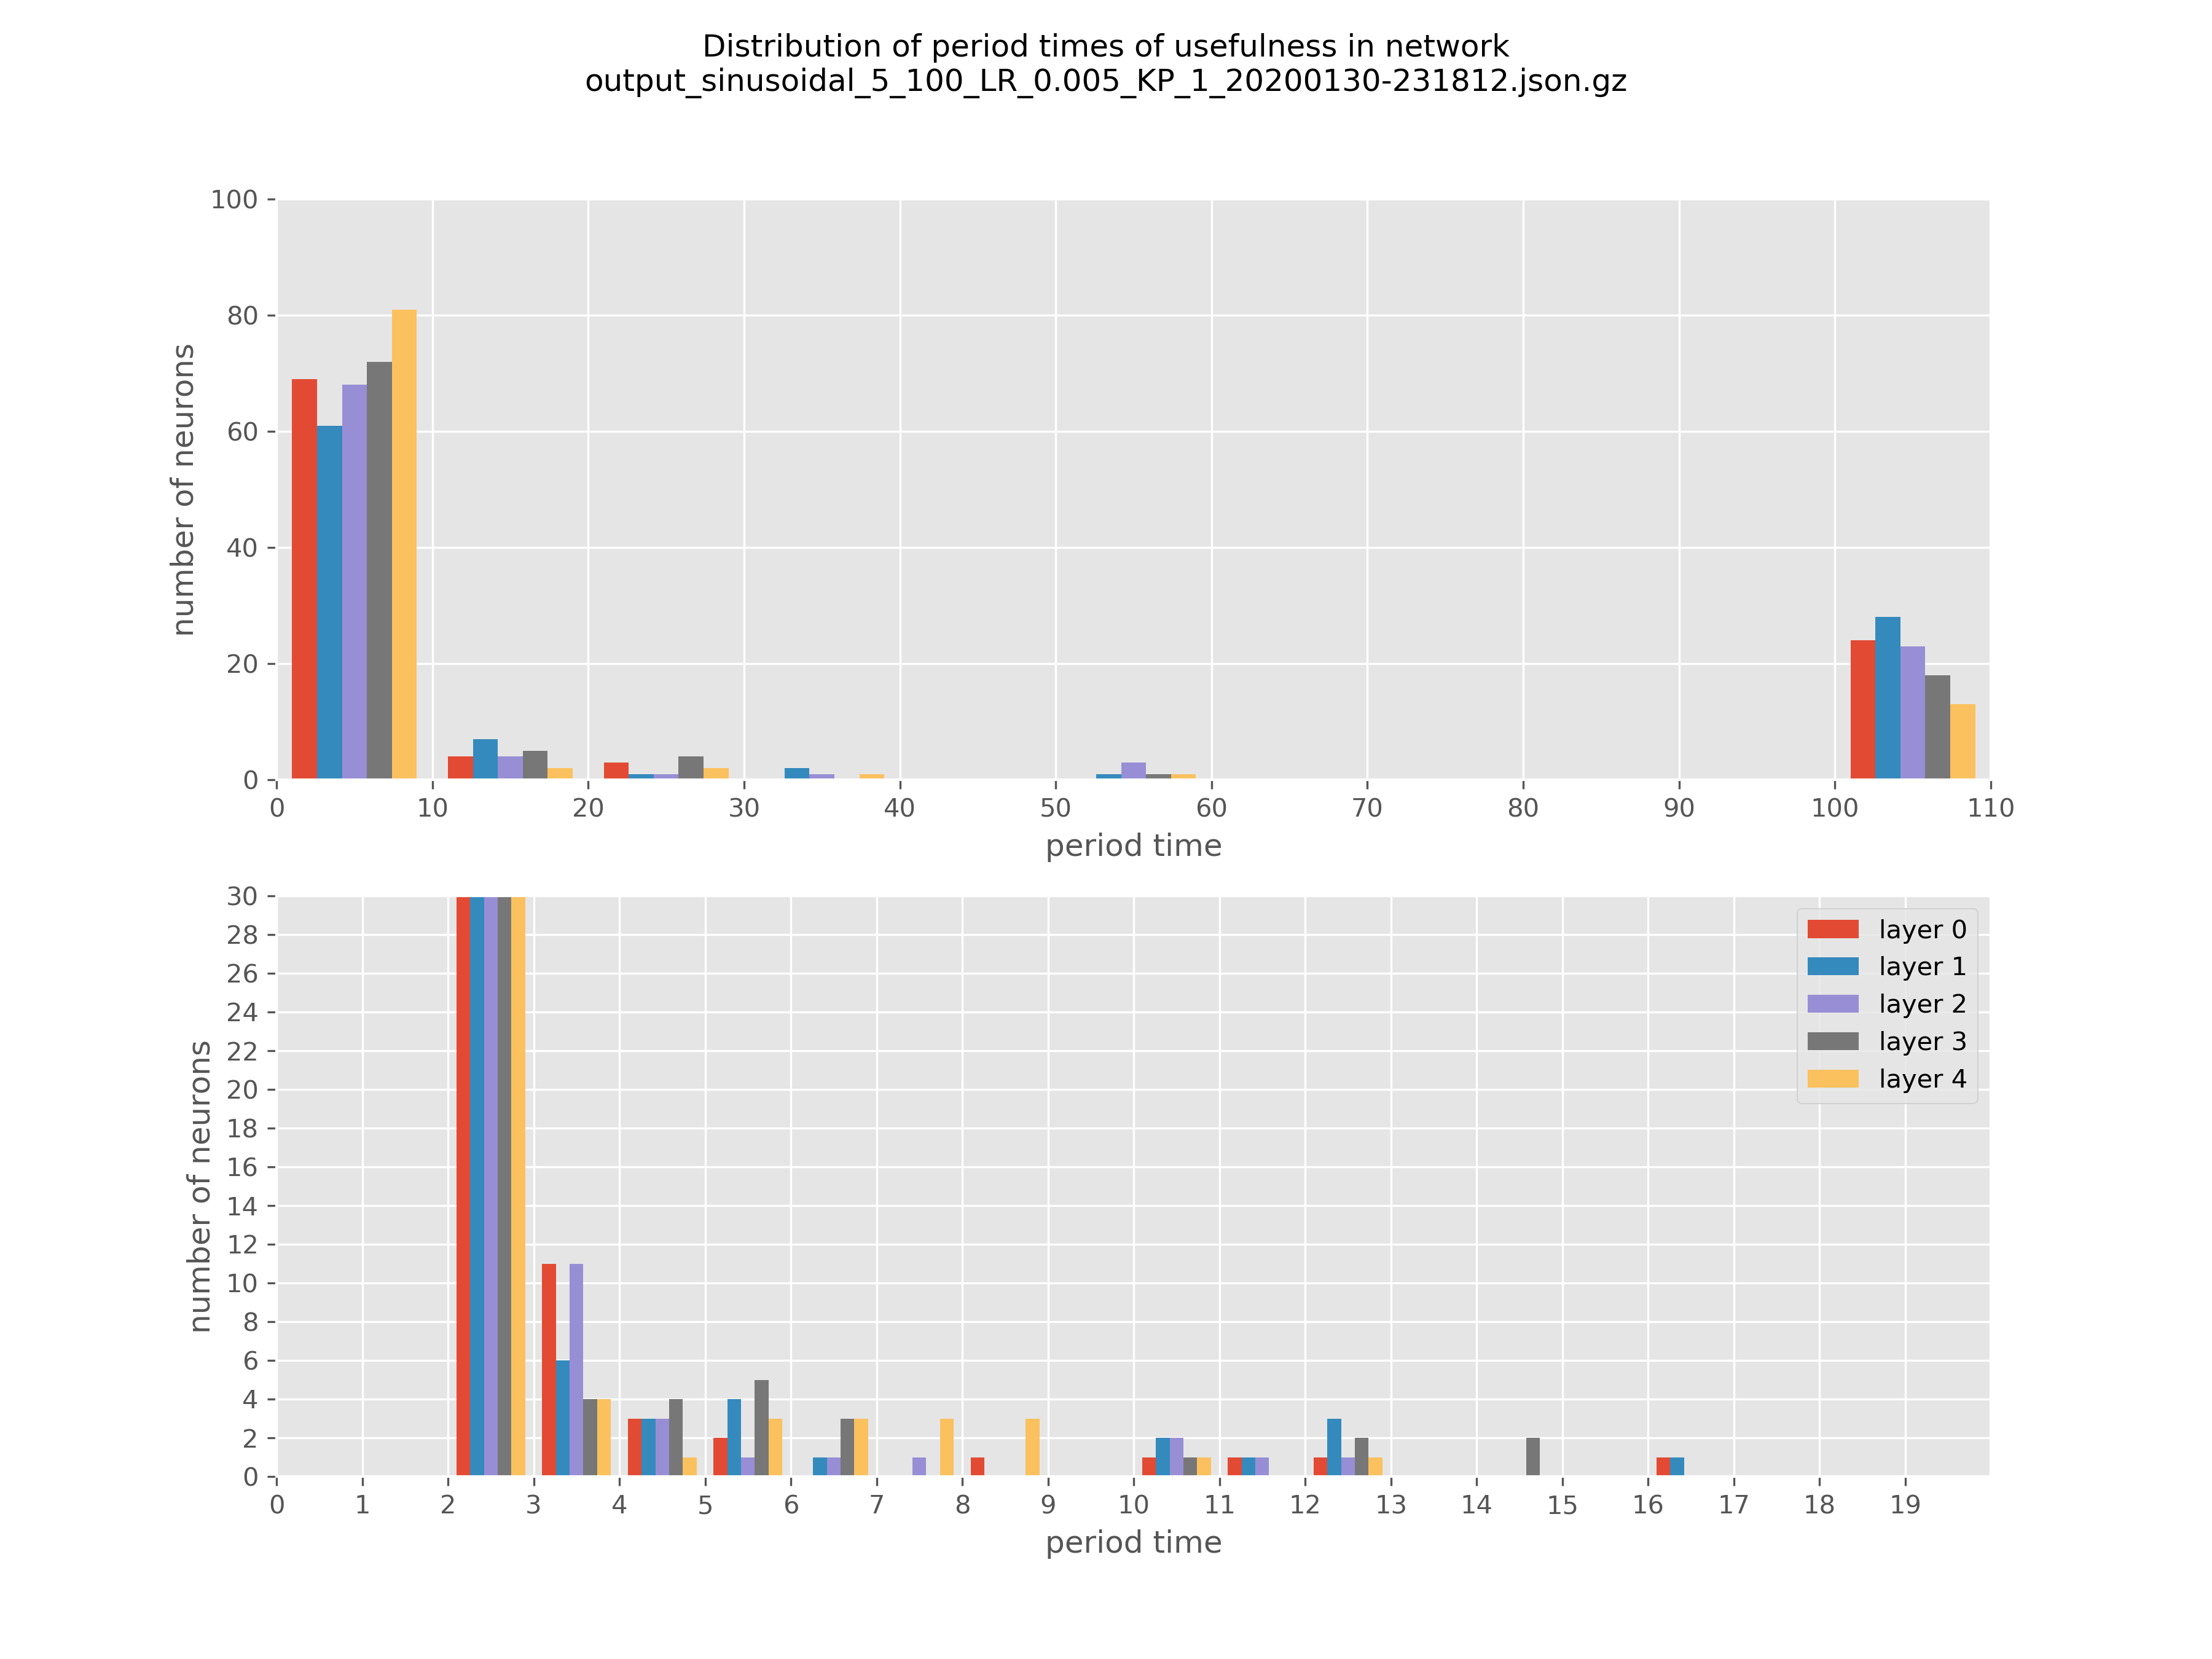 Distribution of period times of usefulness in network
output_sinusoidal_5_100_LR_0.005_KP_1_20200130-231812.json.gz
number of neurons
100
80
60
40
20
0
0 10 20 30 40 50 60 70 80 90 100 110
period time
number of neurons
30
28
26
24
22
20
18
16
14
12
10
8
6
4
2
0
layer 0
layer 1
layer 2
layer 3
layer 4
0 1 2 3 4 5 6 7 8 9 10 11 12 13 14 15 16 17 18 19
period time